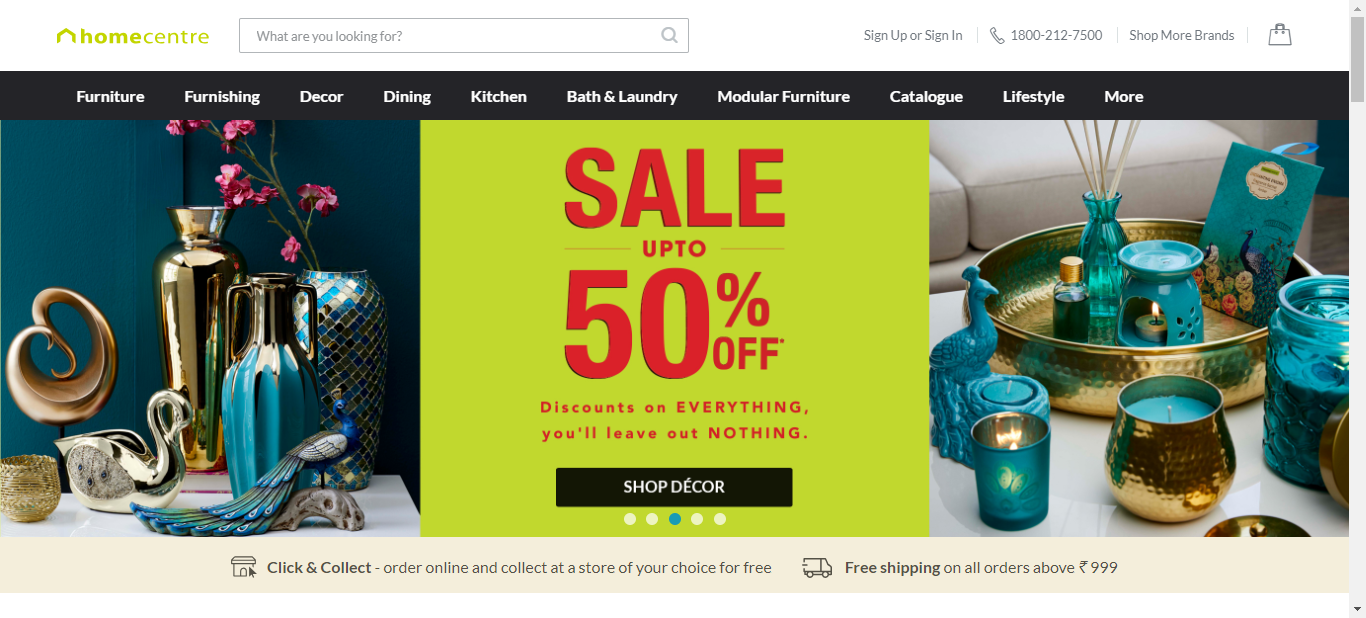 homecentre
What are you looking for?
Sign Up or Sign In
1800-212-7500
Shop More Brands
Furniture
Furnishing
Decor
Dining
Kitchen
Bath & Laundry
Modular Furniture
Catalogue
Lifestyle
More
SALE
UPTO
50%
OFF*
Discounts on EVERYTHING,
you'll leave out NOTHING.
SHOP DÉCOR
Click & Collect - order online and collect at a store of your choice for free
Free shipping on all orders above ₹ 999